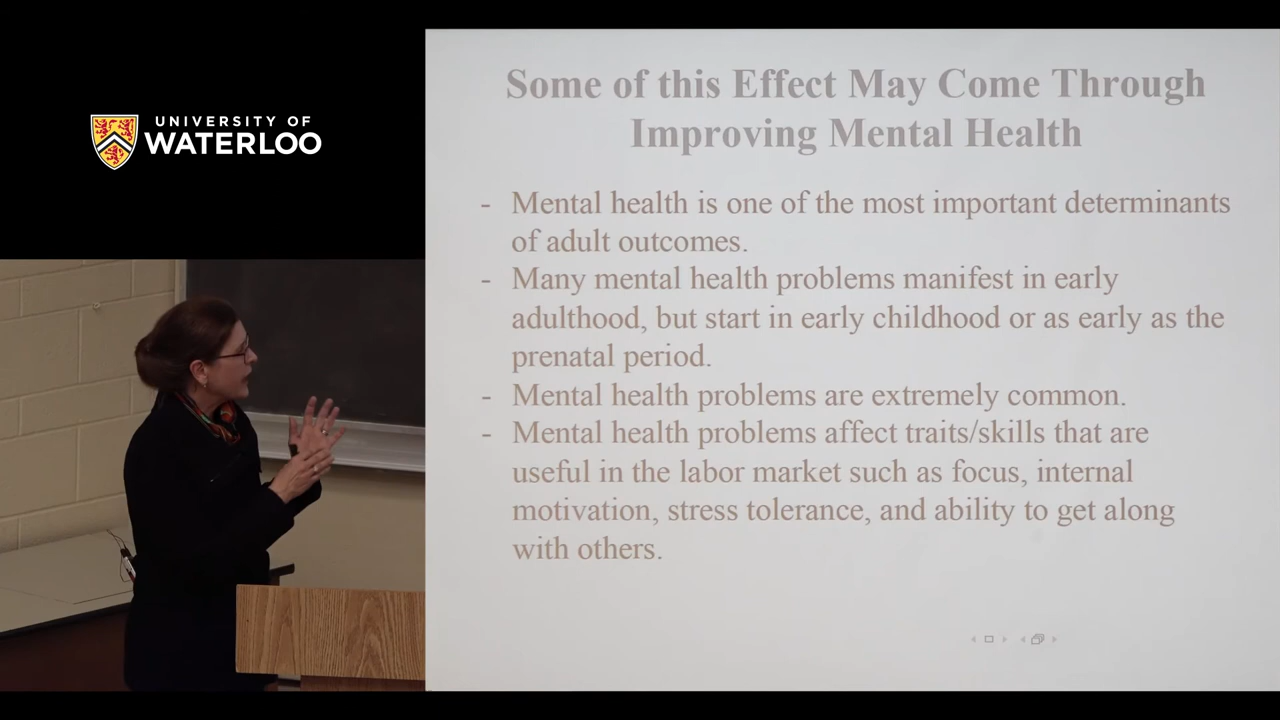 UNIVERSITY OF
WATERLOO
Some of this Effect May Come Through
Improving Mental Health
- Mental health is one of the most important determinants
of adult outcomes.
- Many mental health problems manifest in early
adulthood, but start in early childhood or as early as the
prenatal period.
- Mental health problems are extremely common.
- Mental health problems affect traits/skills that are
useful in the labor market such as focus, internal
motivation, stress tolerance, and ability to get along
with others.